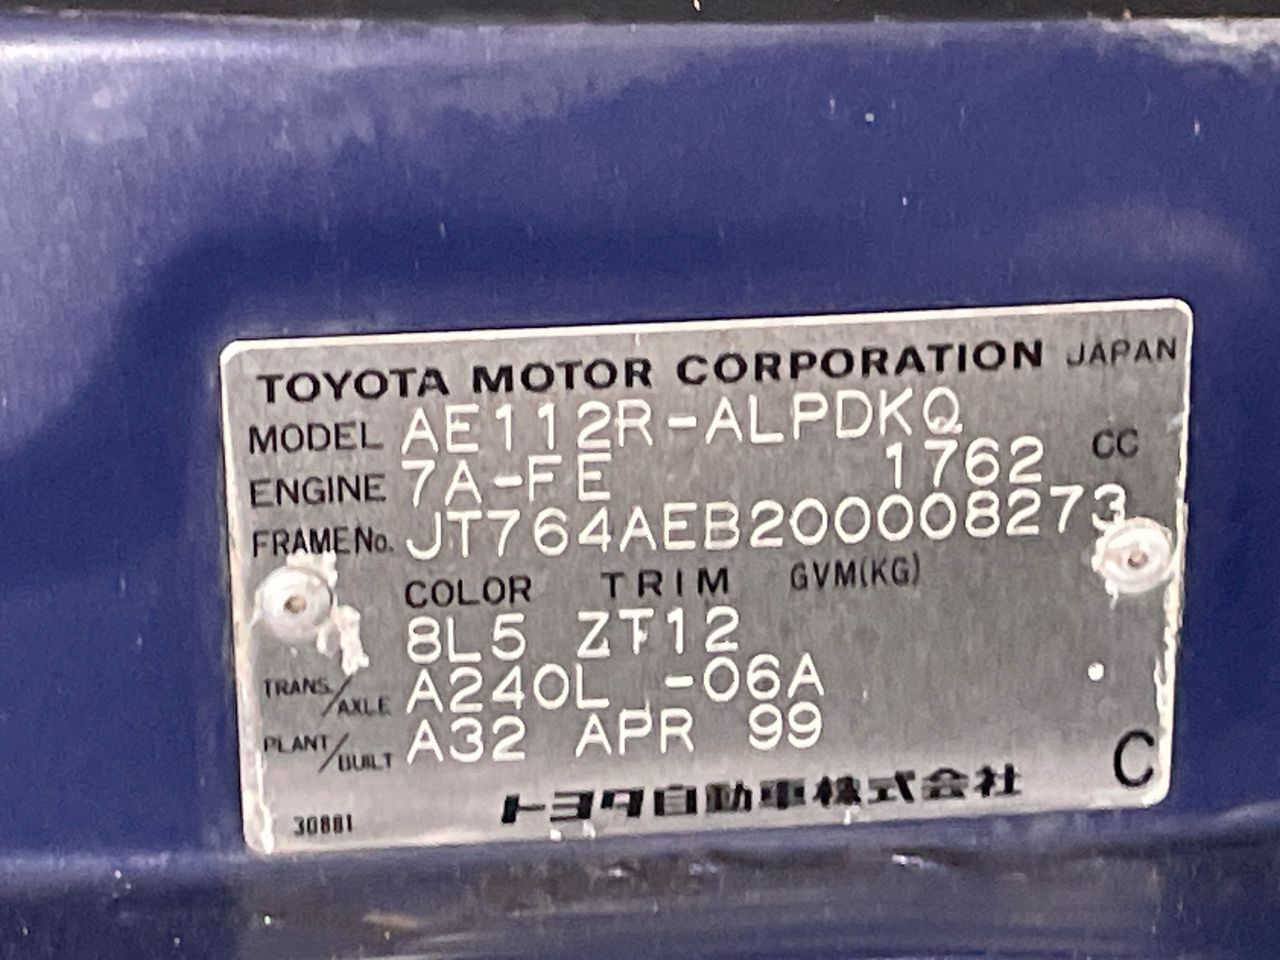 TOYOTA MOTOR CORPORATION JAPAN
MODEL AE112R-ALPDKQ
ENGINE 7A-FE 1762 CC
FRAME No. JT764AEB200008273
COLOR TRIM GVM(KG)
8L5 ZT12
TRANS./AXLE A240L -06A
PLANT/BUILT A32 APR 99
トヨタ自動車株式会社 C
30881